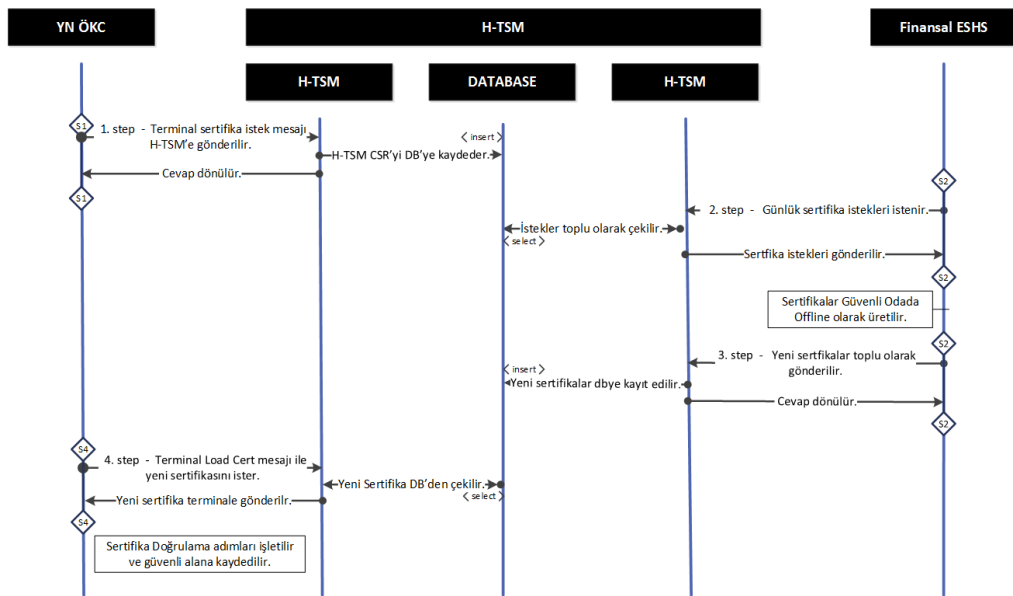 YN ÖKC
H-TSM
Finansal ESHS
H-TSM
DATABASE
H-TSM
S1
1. step - Terminal sertifika istek mesajı
H-TSM'e gönderilir.
< insert >
H-TSM CSR'yi DB'ye kaydeder.
Cevap dönülür.
S1
S2
2. step - Günlük sertifika istekleri istenir.
İstekler toplu olarak çekilir.
< select >
Sertfika istekleri gönderilir.
S2
Sertifikalar Güvenli Odada
Offline olarak üretilir.
S2
3. step - Yeni sertfikalar toplu olarak
gönderilir.
< insert >
Yeni sertifikalar dbye kayıt edilir.
Cevap dönülür.
S2
S4
4. step - Terminal Load Cert mesajı ile
yeni sertifikasını ister.
Yeni Sertifika DB'den çekilir.
< select >
Yeni sertifika terminale gönderilr.
S4
Sertifika Doğrulama adımları işletilir
ve güvenli alana kaydedilir.